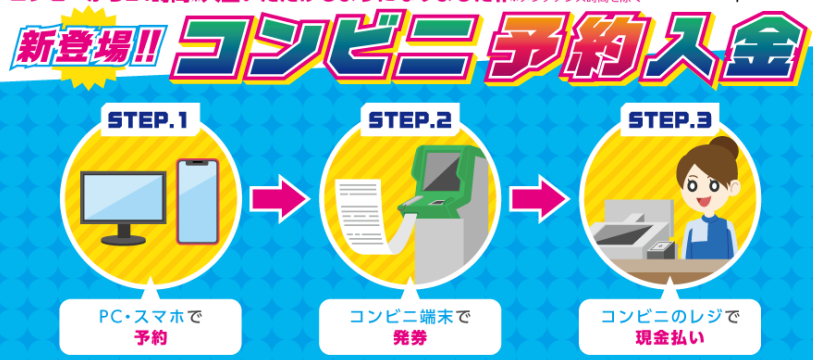 新登場!!
コンビニ予約入金
STEP.1
STEP.2
STEP.3
PC・スマホで
予約
コンビニ端末で
発券
コンビニのレジで
現金払い